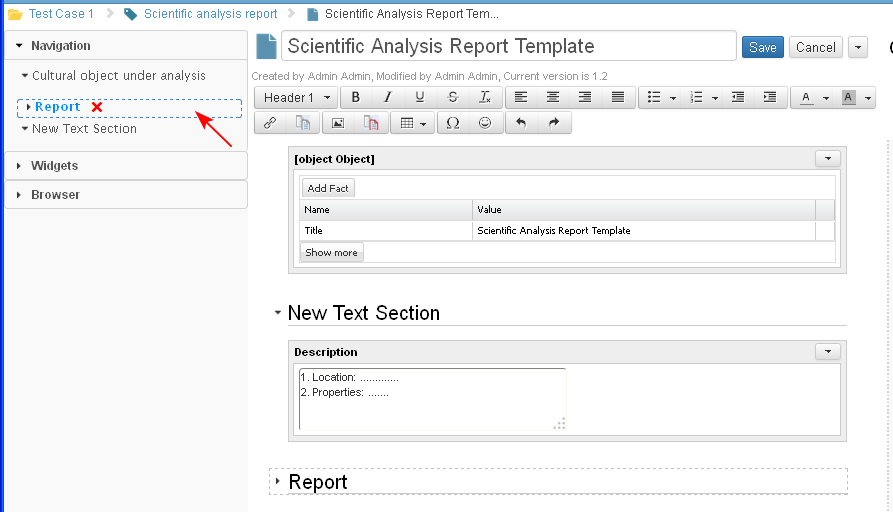 Test Case 1 Scientific analysis report Scientific Analysis Report Tem...
Navigation
Cultural object under analysis
Report
New Text Section
Widgets
Browser
Scientific Analysis Report Template
Save Cancel
Created by Admin Admin, Modified by Admin Admin, Current version is 1.2
Header 1 B I U S Tx A A
Ω
[object Object]
Add Fact
Name Value
Title Scientific Analysis Report Template
Show more
New Text Section
Description
1. Location: .............
2. Properties: .......
Report